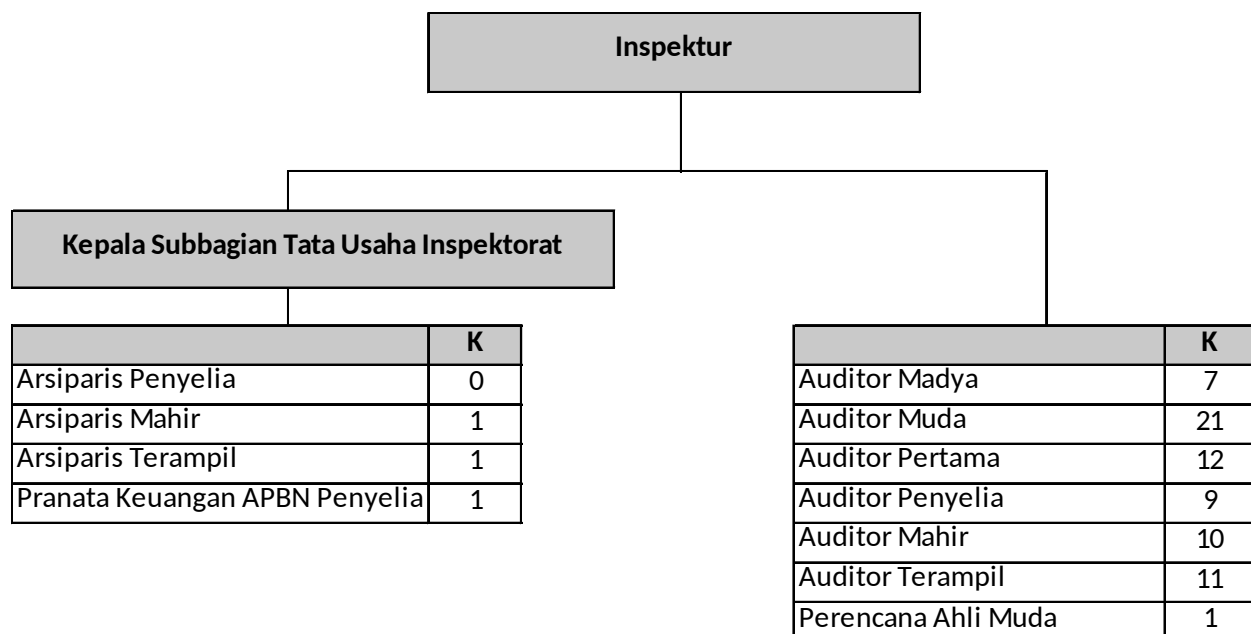 Inspektur
Kepala Subbagian Tata Usaha Inspektorat
K
Arsiparis Penyelia 0
Arsiparis Mahir 1
Arsiparis Terampil 1
Pranata Keuangan APBN Penyelia 1
K
Auditor Madya 7
Auditor Muda 21
Auditor Pertama 12
Auditor Penyelia 9
Auditor Mahir 10
Auditor Terampil 11
Perencana Ahli Muda 1